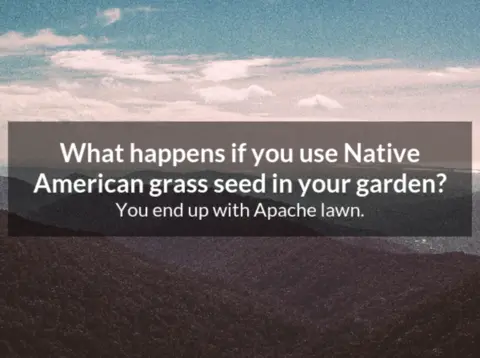 What happens if you use Native
American grass seed in your garden?
You end up with Apache lawn.